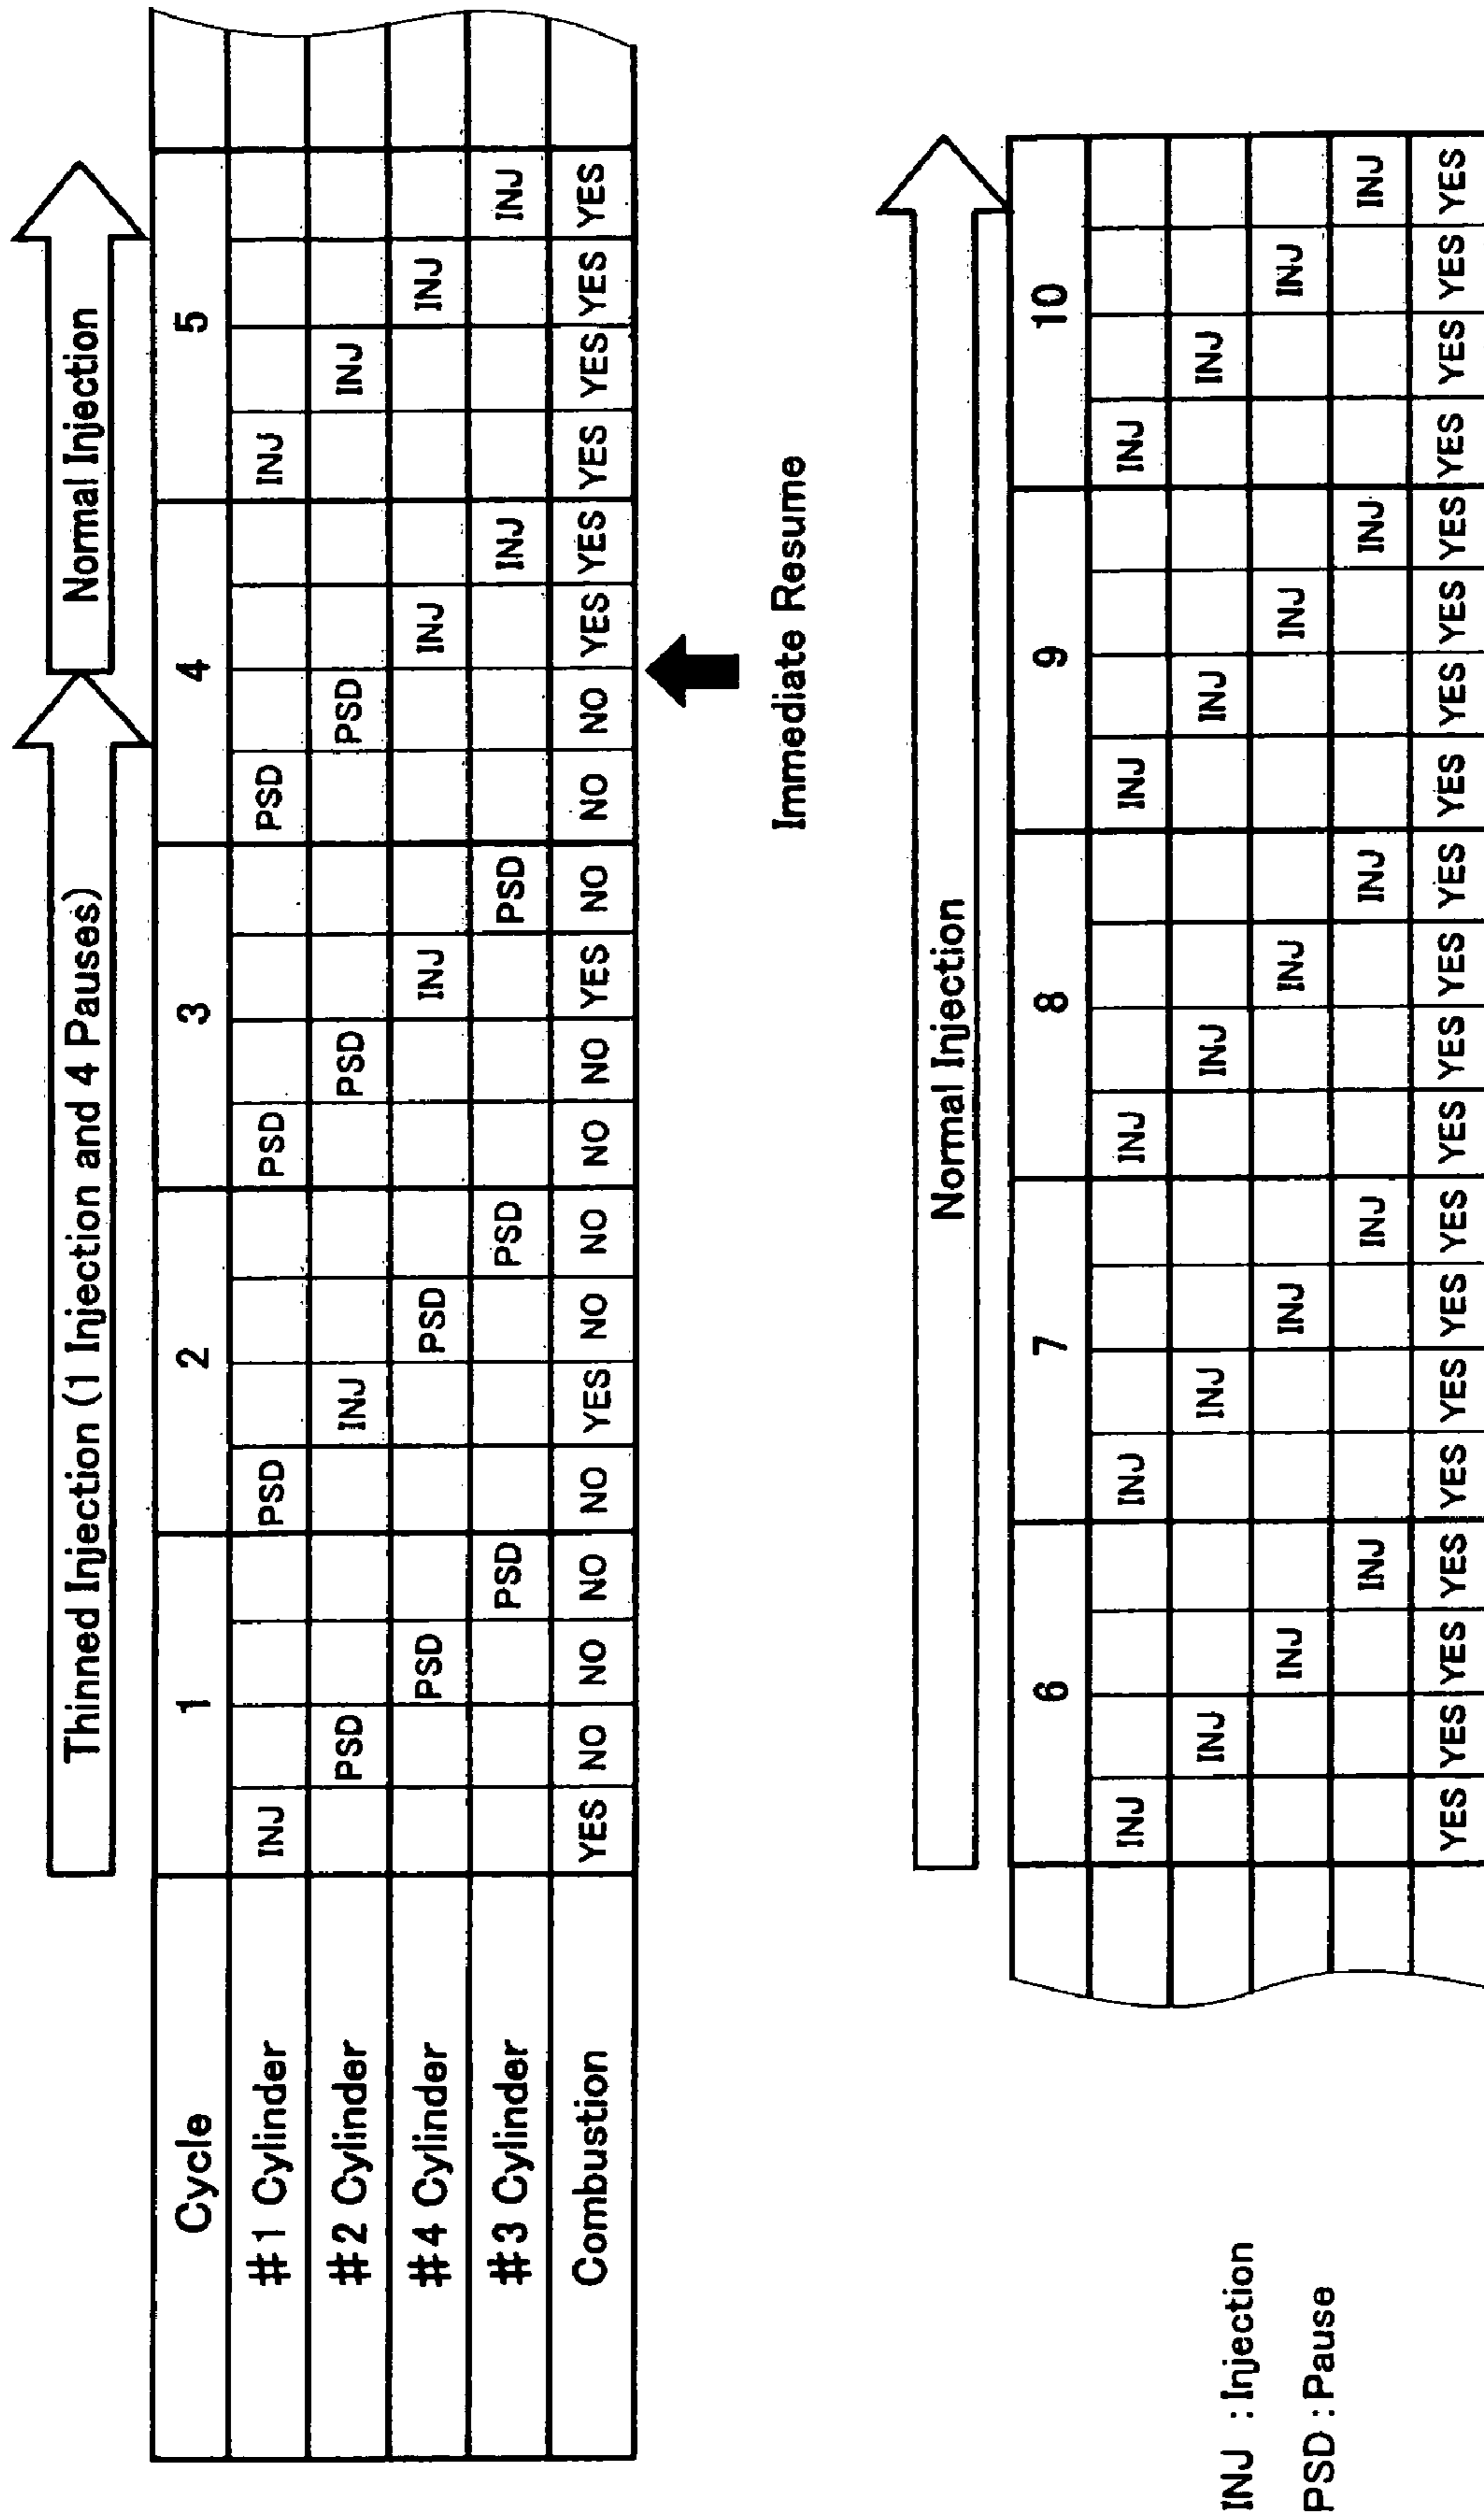 Thinned Injection (1 Injection and 4 Pauses) Normal Injection
Cycle 1 2 3 4 5
#1 Cylinder INJ PSD PSD PSD INJ
#2 Cylinder PSD INJ PSD PSD INJ
#4 Cylinder PSD PSD INJ INJ INJ
#3 Cylinder PSD PSD PSD INJ INJ
Combustion YES NO NO NO NO YES NO NO NO NO YES NO NO NO YES YES YES YES YES YES
Immediate Resume
Normal Injection
6 7 8 9 10
INJ INJ INJ INJ INJ
INJ INJ INJ INJ INJ
INJ INJ INJ INJ INJ
INJ INJ INJ INJ INJ
YES YES YES YES YES YES YES YES YES YES YES YES YES YES YES YES YES YES YES YES
INJ : Injection
PSD : Pause